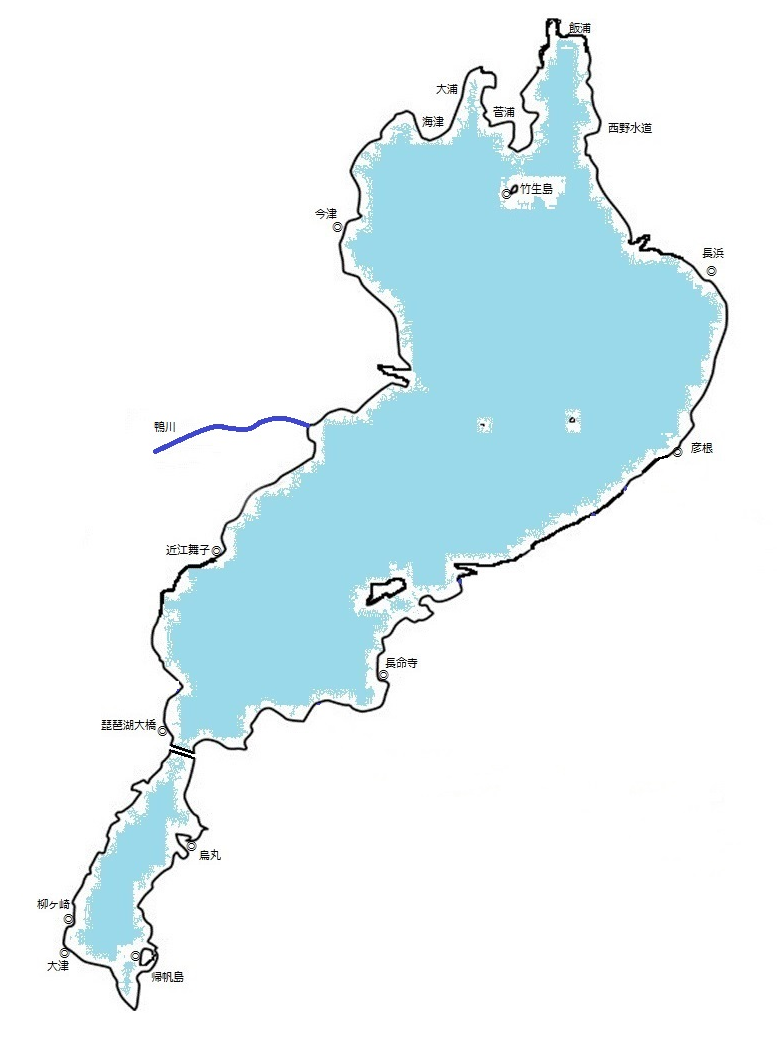 飯浦
大浦
菅浦
海津
西野水道
竹生島
今津
長浜
鴨川
彦根
近江舞子
長命寺
琵琶湖大橋
烏丸
柳ヶ崎
大津
帰帆島